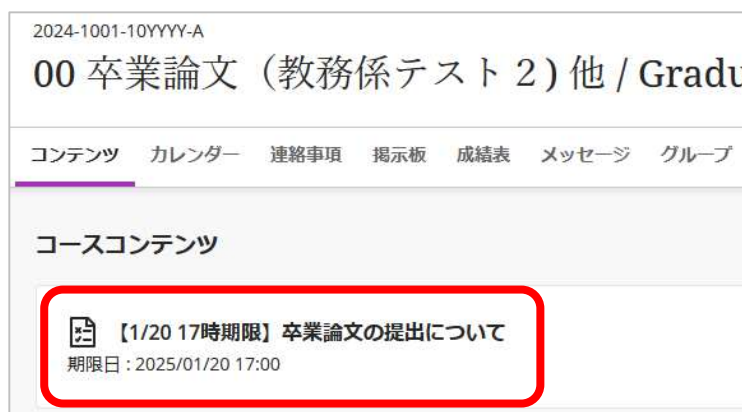 2024-1001-10YYYY-A
00 卒業論文（教務係テスト２) 他 / Gradu
コンテンツ カレンダー 連絡事項 掲示板 成績表 メッセージ グループ
コースコンテンツ
【1/20 17時期限】卒業論文の提出について
期限日 : 2025/01/20 17:00